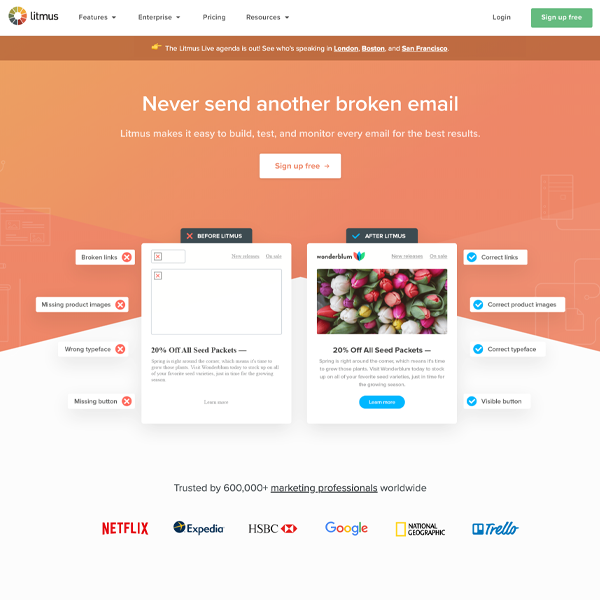 litmus
Features
Enterprise
Pricing
Resources
Login
Sign up free
The Litmus Live agenda is out! See who's speaking in London, Boston, and San Francisco.
Never send another broken email
Litmus makes it easy to build, test, and monitor every email for the best results.
Sign up free →
BEFORE LITMUS
AFTER LITMUS
Broken links
New releases On sale
wonderblum
New releases On sale
Correct links
Missing product images
Correct product images
Wrong typeface
20% Off All Seed Packets —
Spring is right around the corner, which means it's time to
grow those plants. Visit Wonderblum today to stock up on all
of your favorite seed varieties, just in time for the growing
season.
20% Off All Seed Packets —
Spring is right around the corner, which means it's time
to grow those plants. Visit Wonderblum today to stock up
on all of your favorite seed varieties, just in time for
the growing season.
Correct typeface
Missing button
Learn more
Learn more
Visible button
Trusted by 600,000+ marketing professionals worldwide
NETFLIX
Expedia
HSBC
Google
NATIONAL
GEOGRAPHIC
Trello